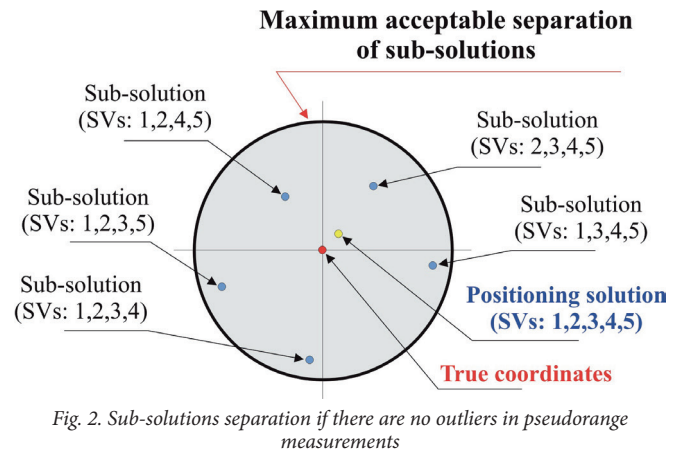 Maximum acceptable separation
of sub-solutions
Sub-solution
(SVs: 1,2,4,5)
Sub-solution
(SVs: 2,3,4,5)
Sub-solution
(SVs: 1,2,3,5)
Sub-solution
(SVs: 1,3,4,5)
Sub-solution
(SVs: 1,2,3,4)
Positioning solution
(SVs: 1,2,3,4,5)
True coordinates
Fig. 2. Sub-solutions separation if there are no outliers in pseudorange
measurements